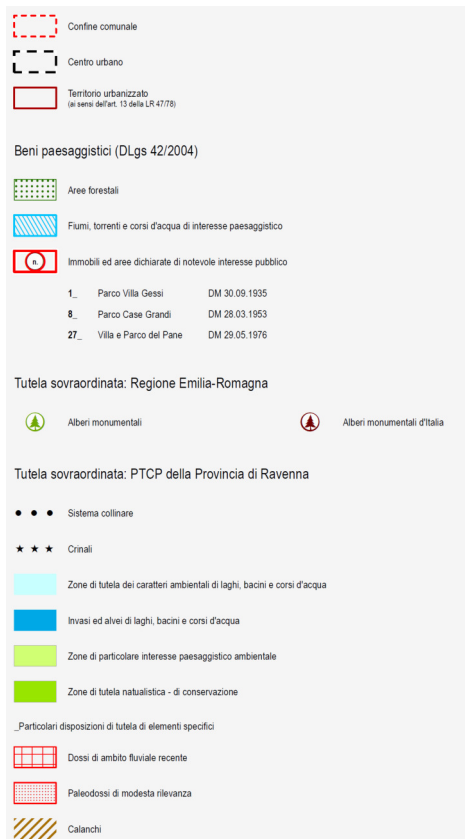 Confine comunale
Centro urbano
Territorio urbanizzato
(ai sensi dell'art. 13 della LR 47/78)
Beni paesaggistici (DLgs 42/2004)
Aree forestali
Fiumi, torrenti e corsi d'acqua di interesse paesaggistico
n. Immobili ed aree dichiarate di notevole interesse pubblico
1_ Parco Villa Gessi DM 30.09.1935
8_ Parco Case Grandi DM 28.03.1953
27_ Villa e Parco del Pane DM 29.05.1976
Tutela sovraordinata: Regione Emilia-Romagna
Alberi monumentali Alberi monumentali d'Italia
Tutela sovraordinata: PTCP della Provincia di Ravenna
Sistema collinare
Crinali
Zone di tutela dei caratteri ambientali di laghi, bacini e corsi d'acqua
Invasi ed alvei di laghi, bacini e corsi d'acqua
Zone di particolare interesse paesaggistico ambientale
Zone di tutela natualistica - di conservazione
_Particolari disposizioni di tutela di elementi specifici
Dossi di ambito fluviale recente
Paleodossi di modesta rilevanza
Calanchi